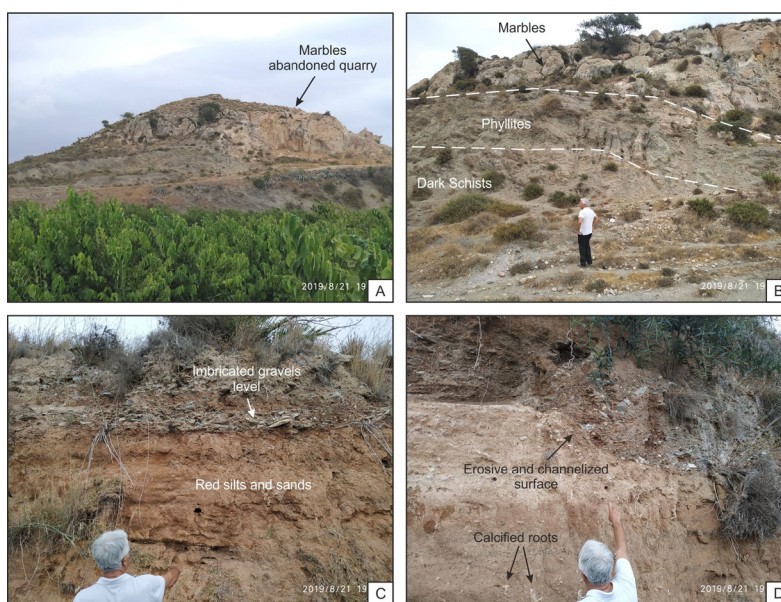 Marbles
abandoned quarry
2019/8/21 19
A
Marbles
Phyllites
Dark Schists
2019/8/21 19
B
Imbricated gravels
level
Red silts and sands
2019/8/21 19
C
Erosive and channelized
surface
Calcified roots
2019/8/21 19
D